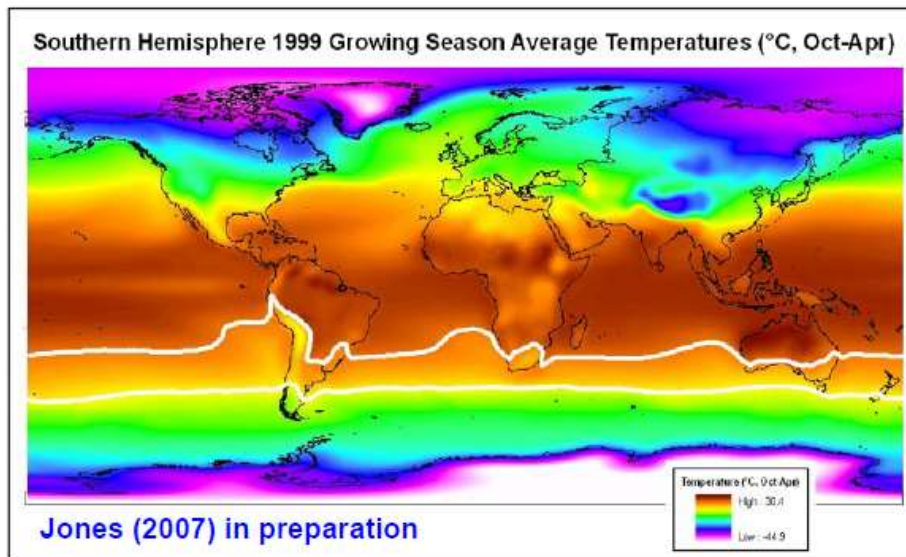 Southern Hemisphere 1999 Growing Season Average Temperatures (°C, Oct-Apr)
Temperature (°C, Oct Apr)
High : 30.4
Low : -44.9
Jones (2007) in preparation